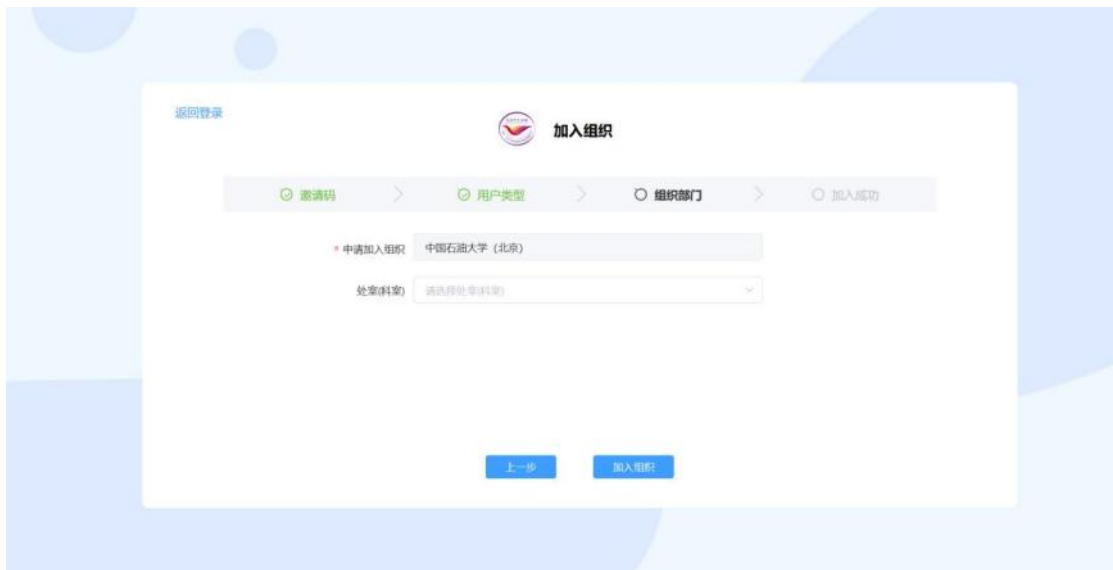 返回登录
加入组织
邀请码 用户类型 组织部门 加入成功
* 申请加入组织 中国石油大学（北京）
处室(科室) 请选择处室(科室)
上一步 加入组织